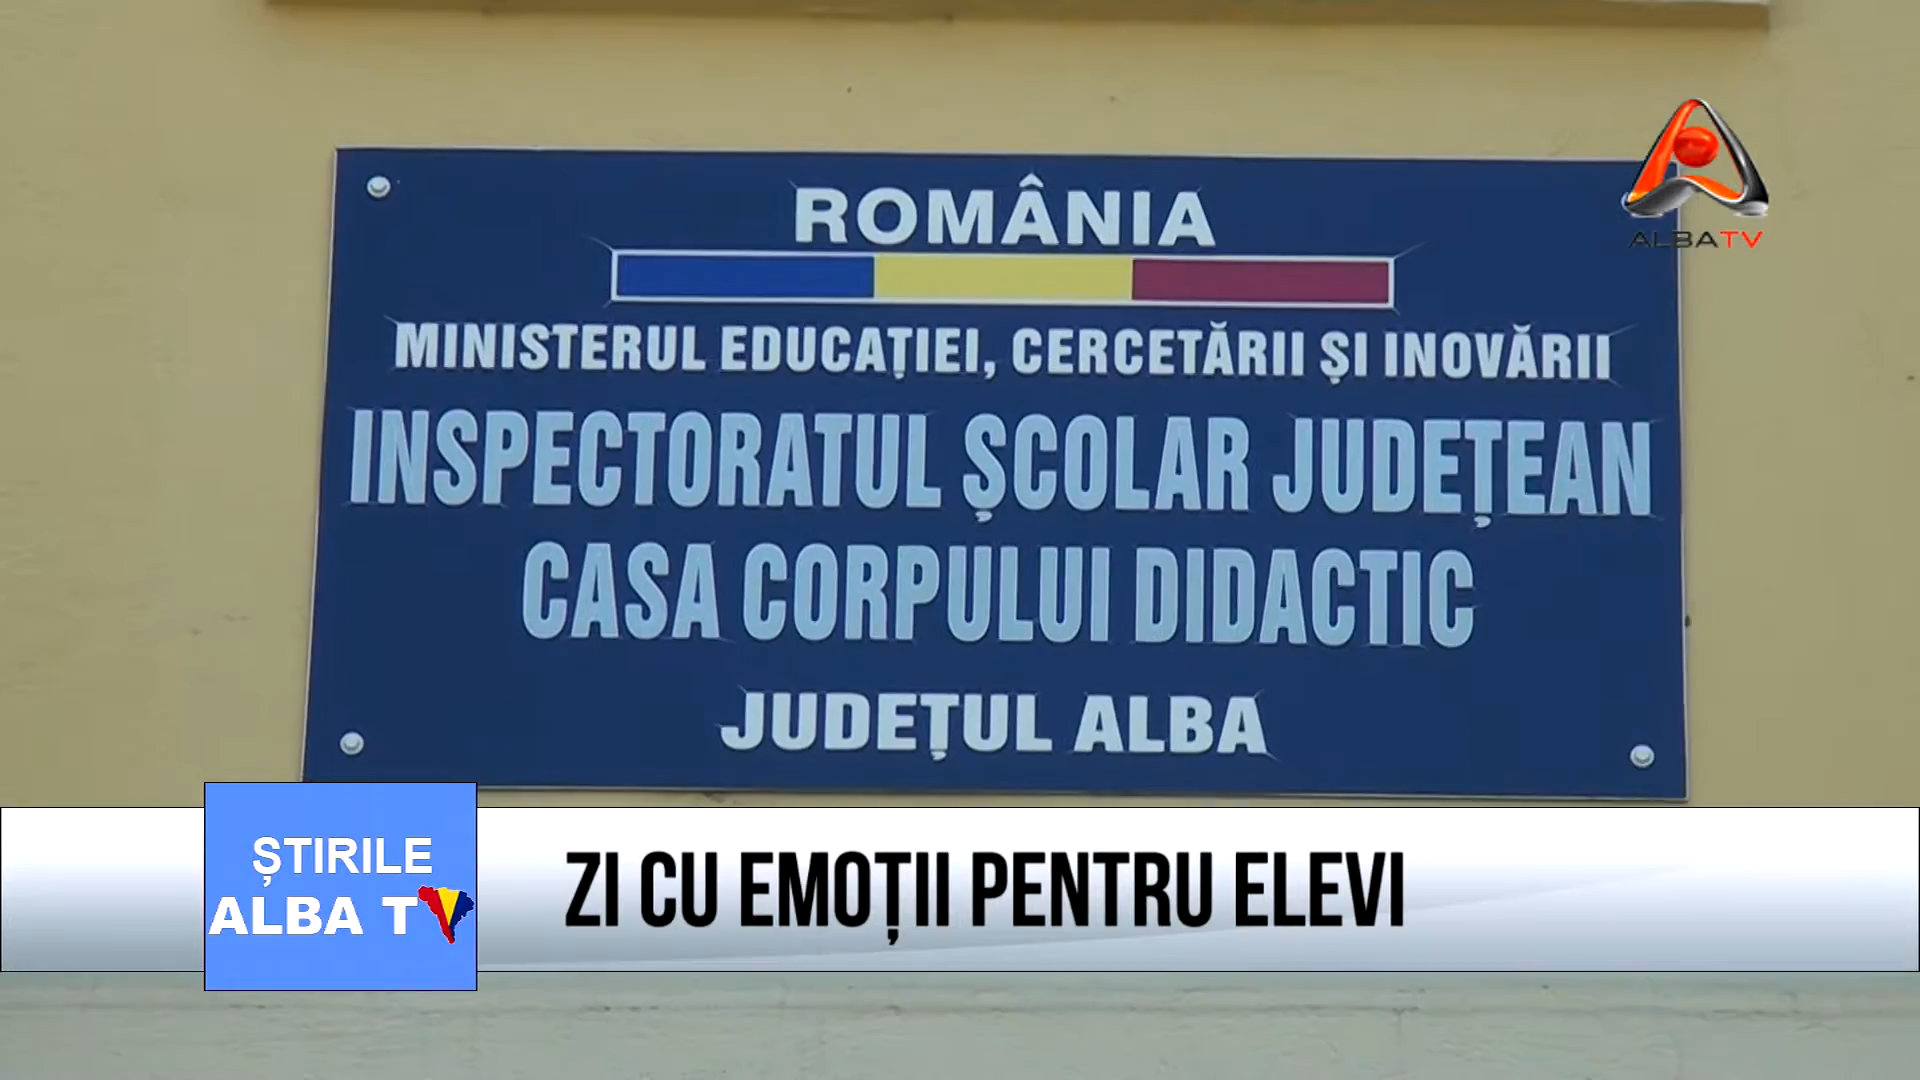 ALBATV
ROMÂNIA
MINISTERUL EDUCAȚIEI, CERCETĂRII ȘI INOVĂRII
INSPECTORATUL ȘCOLAR JUDEȚEAN
CASA CORPULUI DIDACTIC
JUDEȚUL ALBA
ȘTIRILE
ALBA TV
ZI CU EMOȚII PENTRU ELEVI